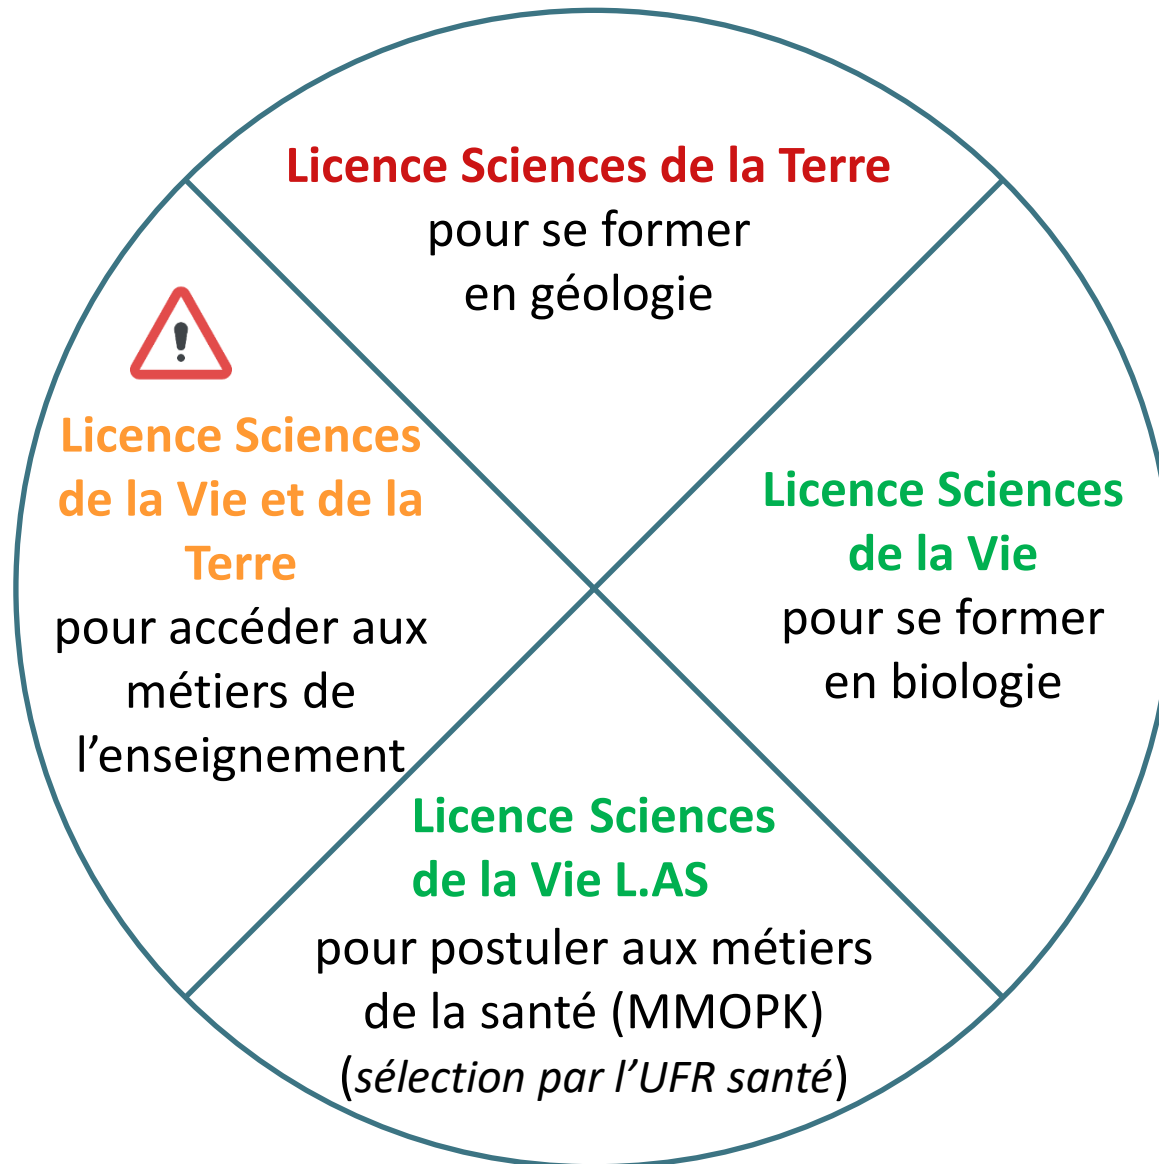 Licence Sciences de la Terre
pour se former
en géologie
Licence Sciences
de la Vie et de la
Terre
pour accéder aux
métiers de
l’enseignement
Licence Sciences
de la Vie
pour se former
en biologie
Licence Sciences
de la Vie L.AS
pour postuler aux métiers
de la santé (MMOPK)
(sélection par l’UFR santé)